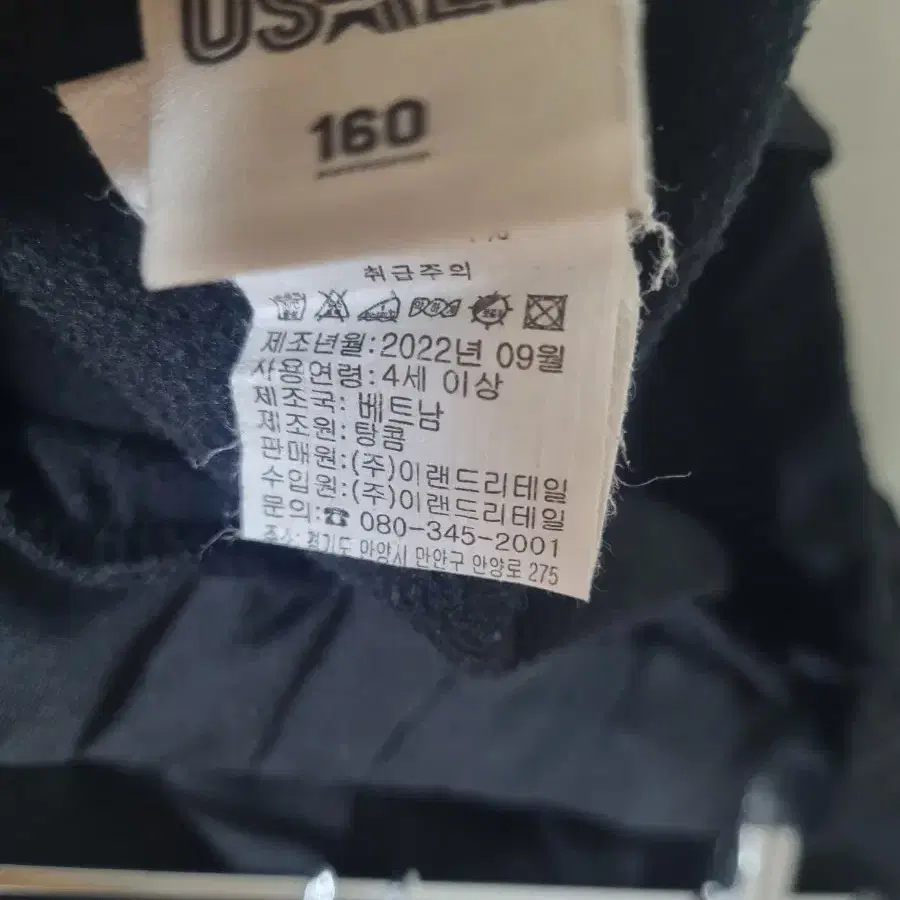 160
취급주의
제조년월:2022년 09월
사용연령:4세 이상
제조국: 베트남
제조원:탕콤
판매원:(주)이랜드리테일
수입원:(주)이랜드리테일
문의:☎ 080-345-2001
주소: 경기도 안양시 만안구 안양로 275